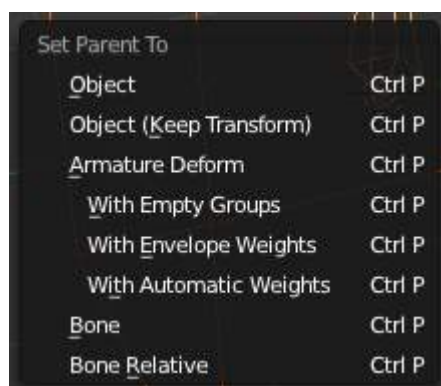 Set Parent To
Object Ctrl P
Object (Keep Transform) Ctrl P
Armature Deform Ctrl P
With Empty Groups Ctrl P
With Envelope Weights Ctrl P
With Automatic Weights Ctrl P
Bone Ctrl P
Bone Relative Ctrl P